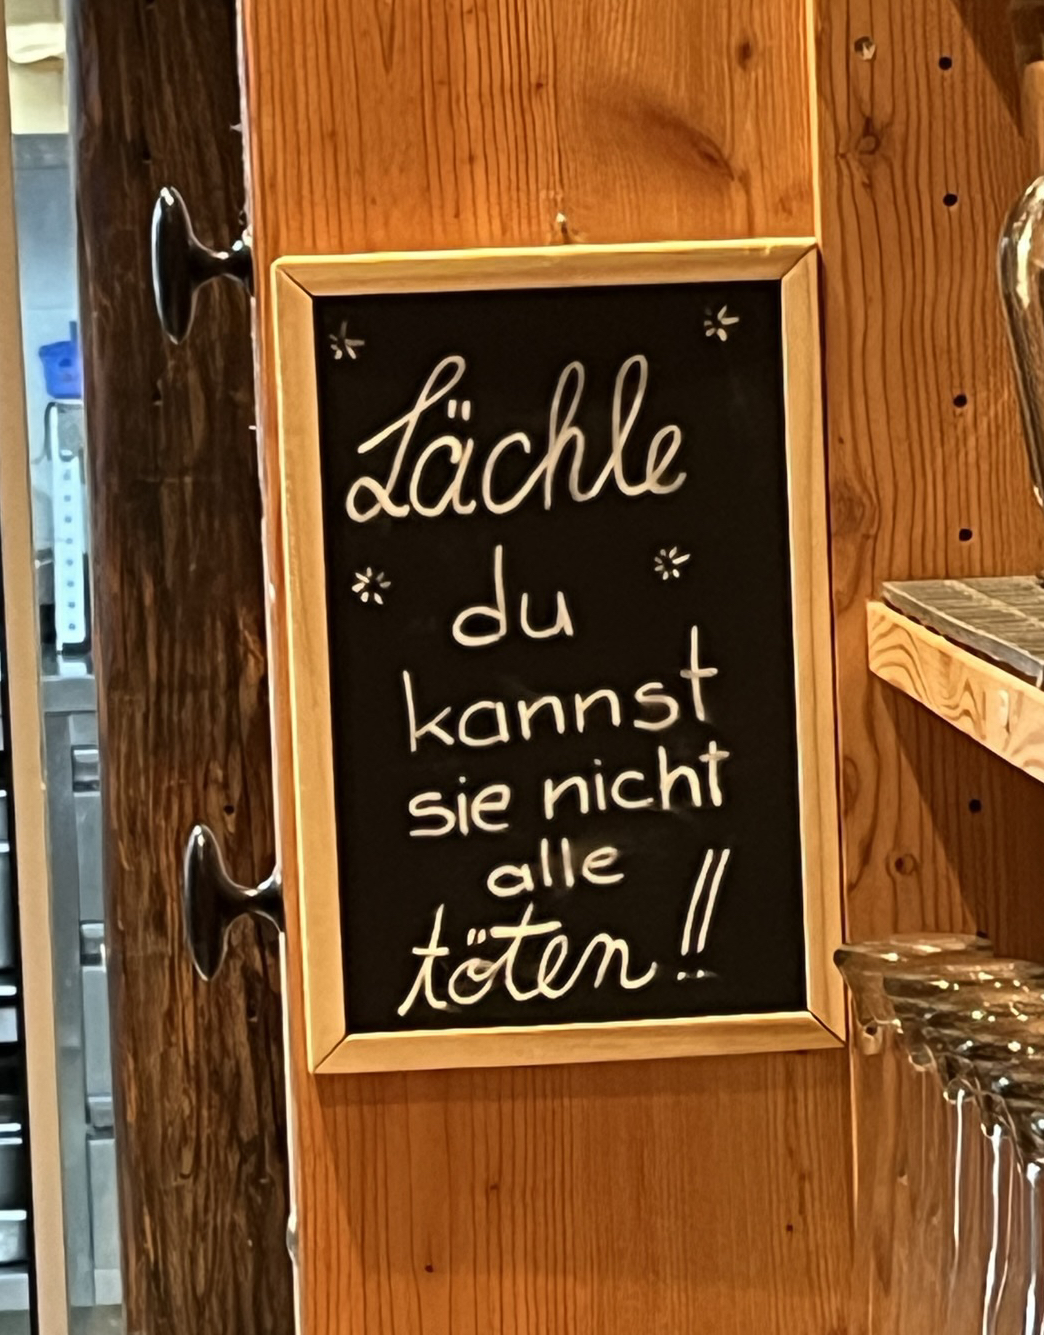 Lächle
du
kannst
sie nicht
alle
töten!!